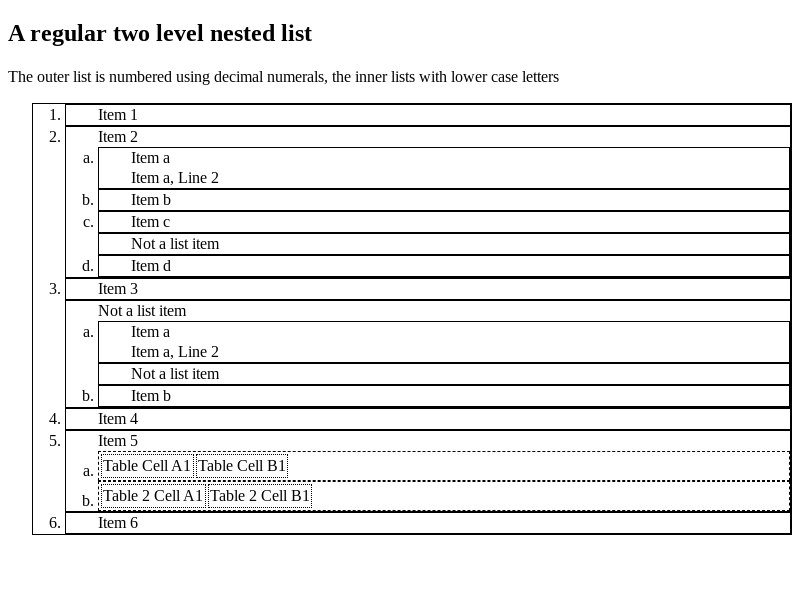 A regular two level nested list
The outer list is numbered using decimal numerals, the inner lists with lower case letters
1. Item 1
2. Item 2
a. Item a
Item a, Line 2
b. Item b
c. Item c
Not a list item
d. Item d
3. Item 3
Not a list item
a. Item a
Item a, Line 2
Not a list item
b. Item b
4. Item 4
5. Item 5
a. Table Cell A1 Table Cell B1
b. Table 2 Cell A1 Table 2 Cell B1
6. Item 6